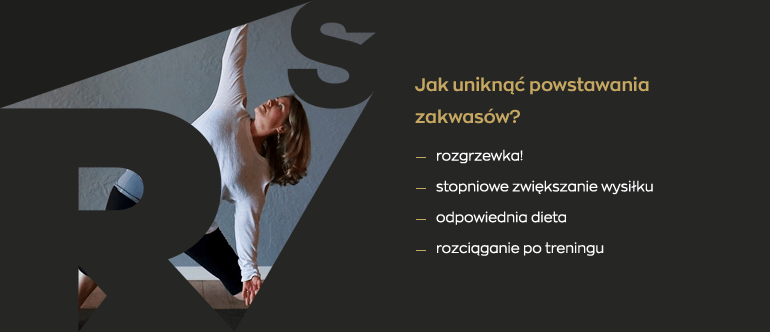 R
S
Jak uniknąć powstawania
zakwasów?
– rozgrzewka!
– stopniowe zwiększanie wysiłku
– odpowiednia dieta
– rozciąganie po treningu